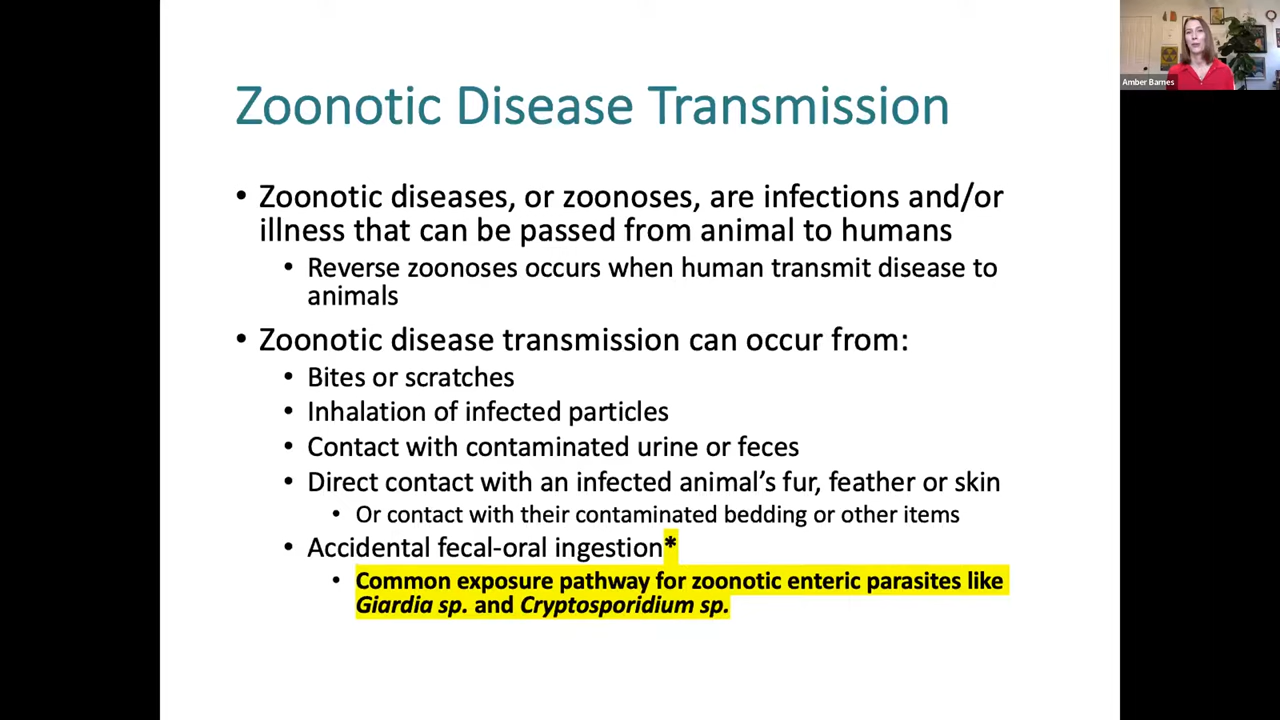 Zoonotic Disease Transmission
• Zoonotic diseases, or zoonoses, are infections and/or
illness that can be passed from animal to humans
• Reverse zoonoses occurs when human transmit disease to
animals
• Zoonotic disease transmission can occur from:
• Bites or scratches
• Inhalation of infected particles
• Contact with contaminated urine or feces
• Direct contact with an infected animal’s fur, feather or skin
• Or contact with their contaminated bedding or other items
• Accidental fecal-oral ingestion*
• Common exposure pathway for zoonotic enteric parasites like
Giardia sp. and Cryptosporidium sp.
Amber Barnes